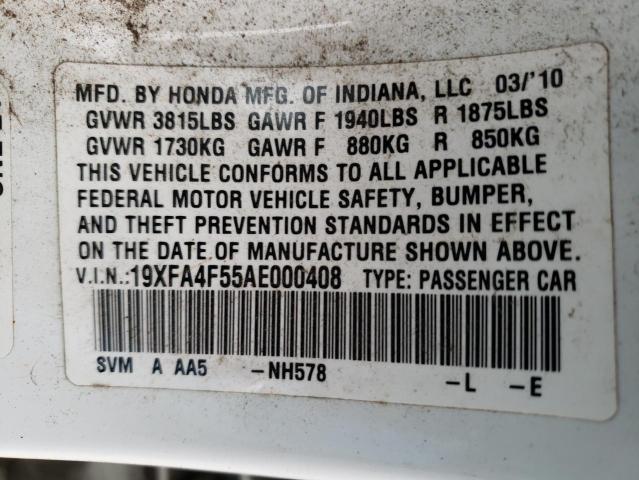 MFD. BY HONDA MFG. OF INDIANA, LLC 03/'10
GVWR 3815LBS GAWR F 1940LBS R 1875LBS
GVWR 1730KG GAWR F 880KG R 850KG
THIS VEHICLE CONFORMS TO ALL APPLICABLE
FEDERAL MOTOR VEHICLE SAFETY, BUMPER,
AND THEFT PREVENTION STANDARDS IN EFFECT
ON THE DATE OF MANUFACTURE SHOWN ABOVE.
V.I.N.:19XFA4F55AE000408 TYPE: PASSENGER CAR
SVM A AA5 -NH578 -L -E